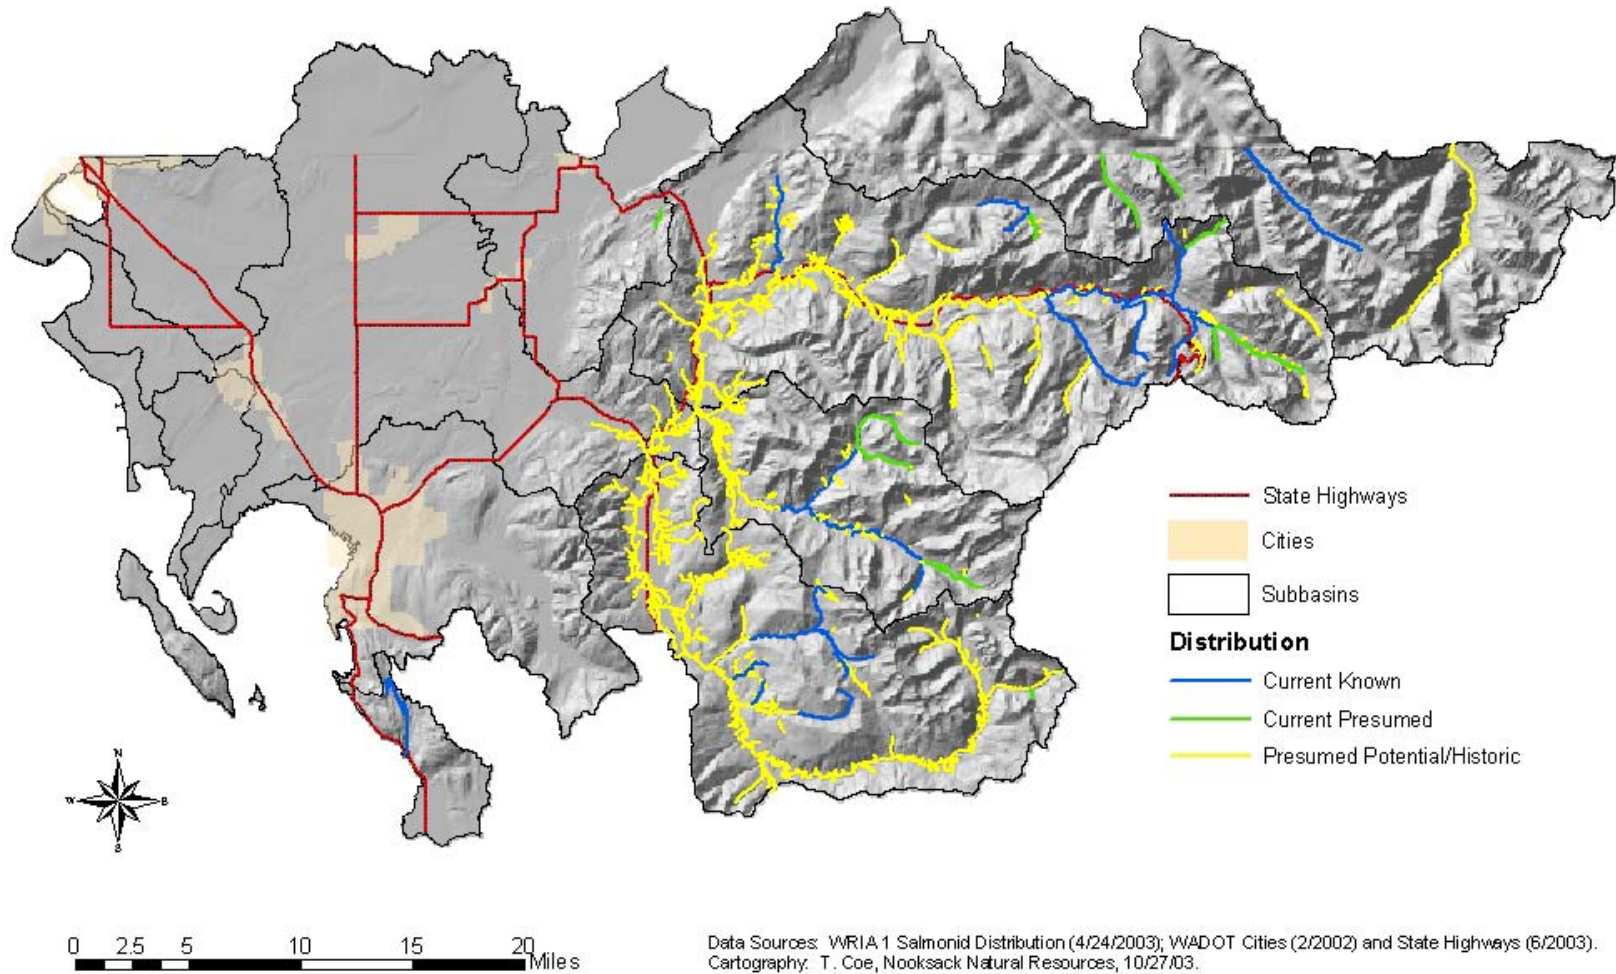 State Highways
Cities
Subbasins
Distribution
Current Known
Current Presumed
Presumed Potential/Historic
N
W
E
S
0 2.5 5 10 15 20 Miles
Data Sources: WRIA 1 Salmonid Distribution (4/24/2003); WADOT Cities (2/2002) and State Highways (6/2003).
Cartography: T. Coe, Nooksack Natural Resources, 10/27/03.